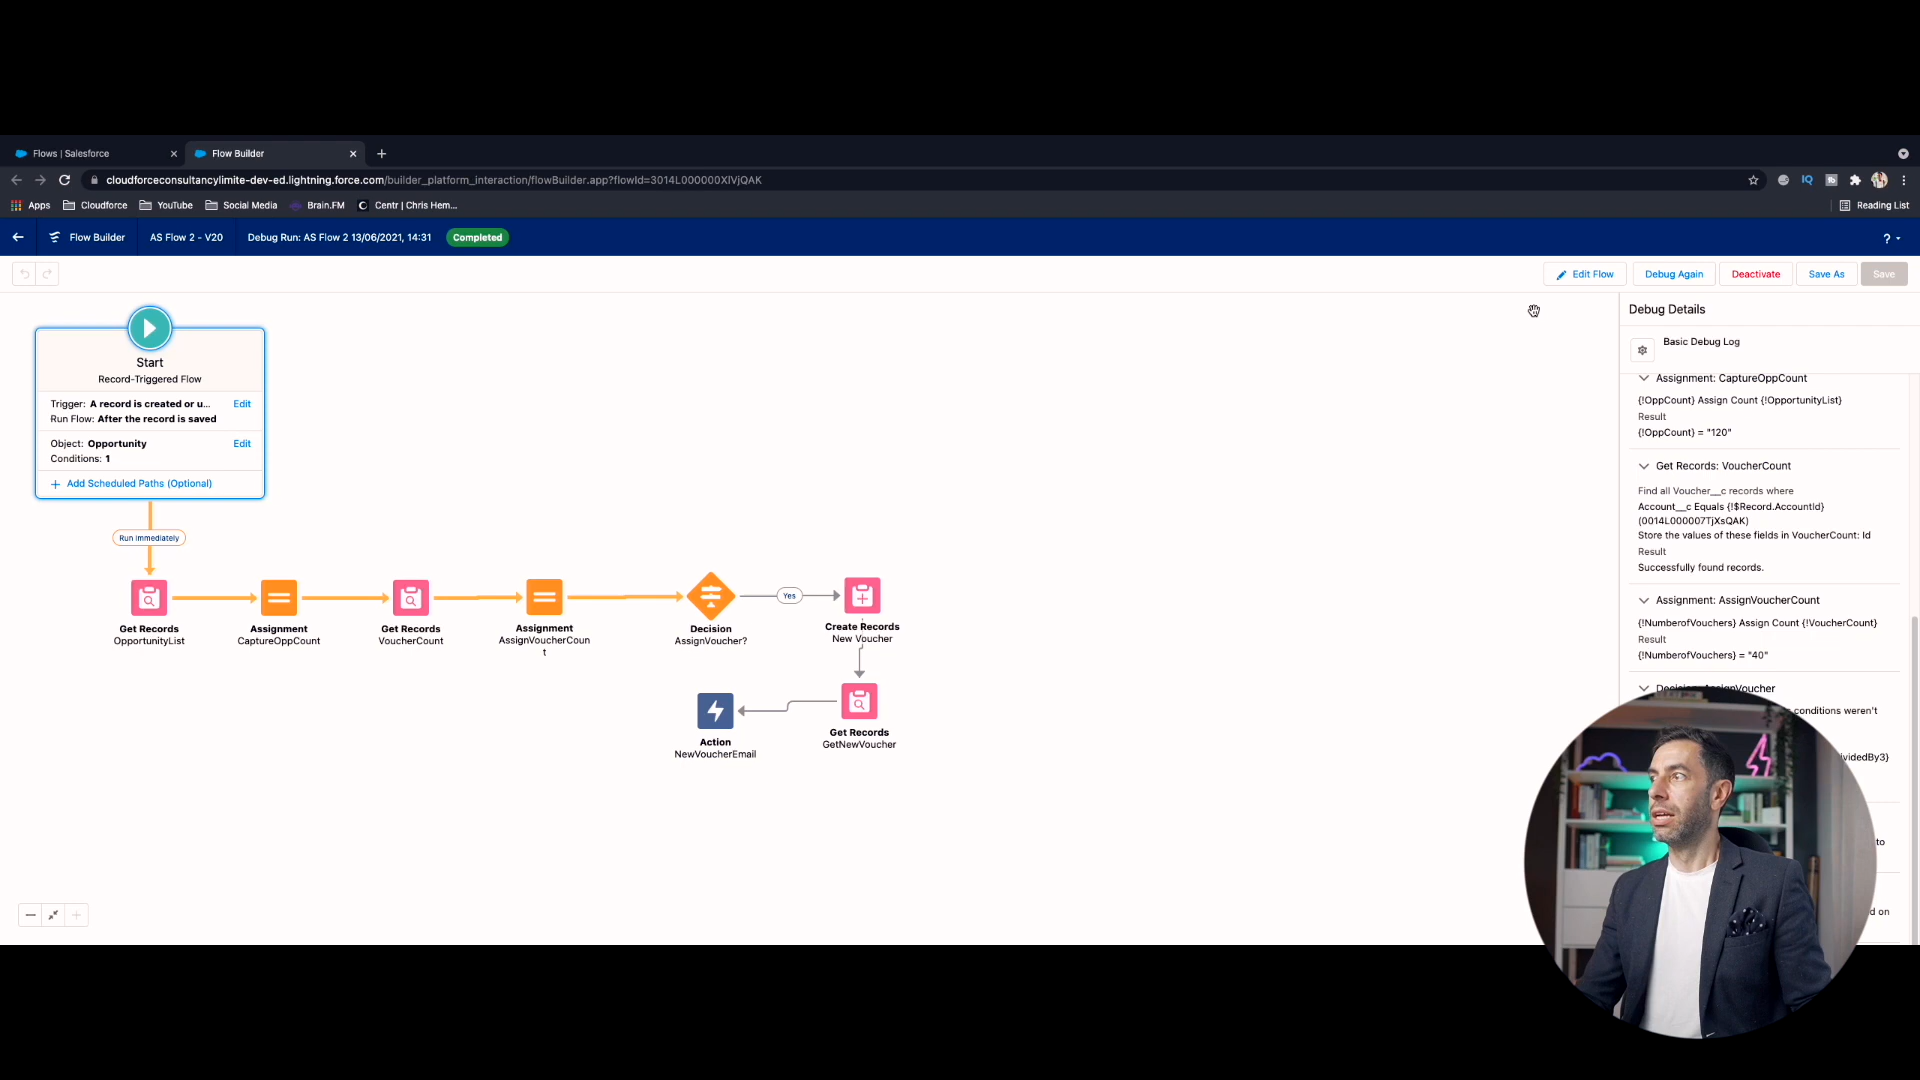 Flows | Salesforce
Flow Builder
cloudforceconsultancylimite-dev-ed.lightning.force.com/builder_platform_interaction/flowBuilder.app?flowId=3014L000000XIVjQAK
IQ
Apps
Cloudforce
YouTube
Social Media
Brain.FM
Centr | Chris Hem...
Reading List
Flow Builder
AS Flow 2 - V20
Debug Run: AS Flow 2 13/06/2021, 14:31
Completed
?
Edit Flow
Debug Again
Deactivate
Save As
Save
Start
Record-Triggered Flow
Trigger: A record is created or u...
Edit
Run Flow: After the record is saved
Object: Opportunity
Edit
Conditions: 1
+ Add Scheduled Paths (Optional)
Run immediately
Get Records
OpportunityList
Assignment
CaptureOppCount
Get Records
VoucherCount
Assignment
AssignVoucherCoun
t
Decision
AssignVoucher?
Yes
Create Records
New Voucher
Get Records
GetNewVoucher
Action
NewVoucherEmail
Debug Details
Basic Debug Log
Assignment: CaptureOppCount
{!OppCount} Assign Count {!OpportunityList}
Result
{!OppCount} = "120"
Get Records: VoucherCount
Find all Voucher__c records where
Account__c Equals {!$Record.AccountId}
(0014L000007TjXsQAK)
Store the values of these fields in VoucherCount: Id
Result
Successfully found records.
Assignment: AssignVoucherCount
{!NumberofVouchers} Assign Count {!VoucherCount}
Result
{!NumberofVouchers} = "40"
Decision: AssignVoucher
conditions weren't
ividedBy3}
to
d on